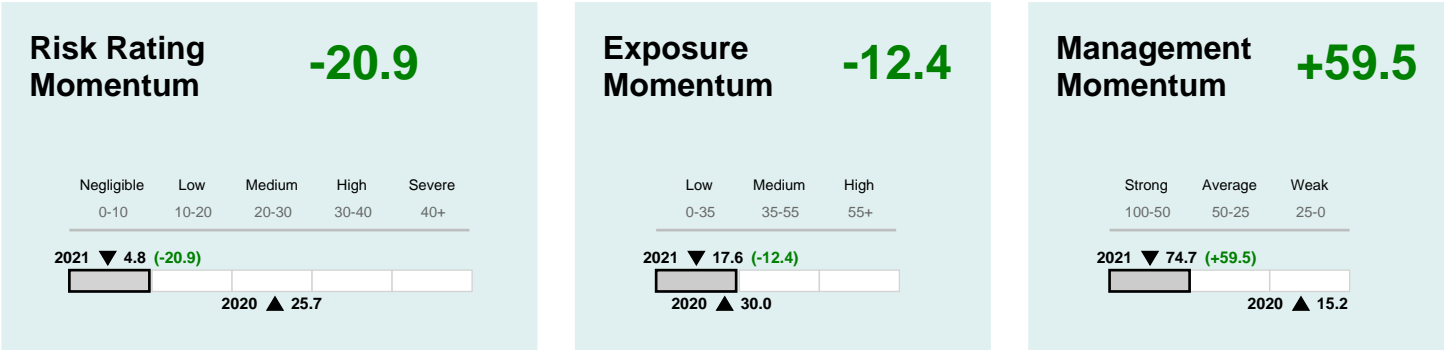 Risk Rating
Momentum
-20.9
Negligible Low Medium High Severe
0-10 10-20 20-30 30-40 40+
2021 ▼ 4.8 (-20.9)
2020 ▲ 25.7
Exposure
Momentum
-12.4
Low Medium High
0-35 35-55 55+
2021 ▼ 17.6 (-12.4)
2020 ▲ 30.0
Management
Momentum
+59.5
Strong Average Weak
100-50 50-25 25-0
2021 ▼ 74.7 (+59.5)
2020 ▲ 15.2